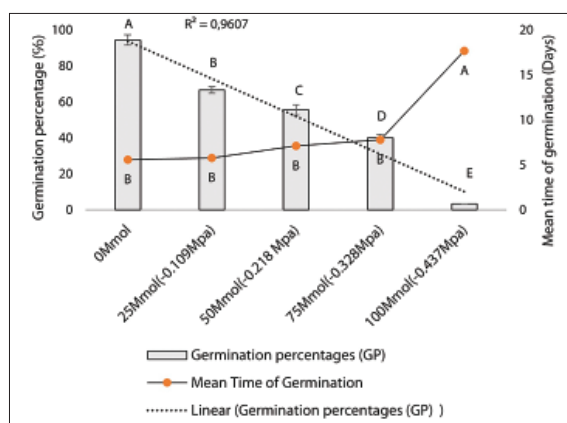 R² = 0,9607
Germination percentage (%)
100
80
60
40
20
0
A
B
C
D
E
B
B
B
B
A
20
15
10
5
0
Mean time of germination (Days)
0Mmol
25Mmol(-0.109Mpa)
50Mmol(-0.218 Mpa)
75Mmol(-0.328Mpa)
100Mmol(-0.437Mpa)
Germination percentages (GP)
Mean Time of Germination
Linear (Germination percentages (GP) )